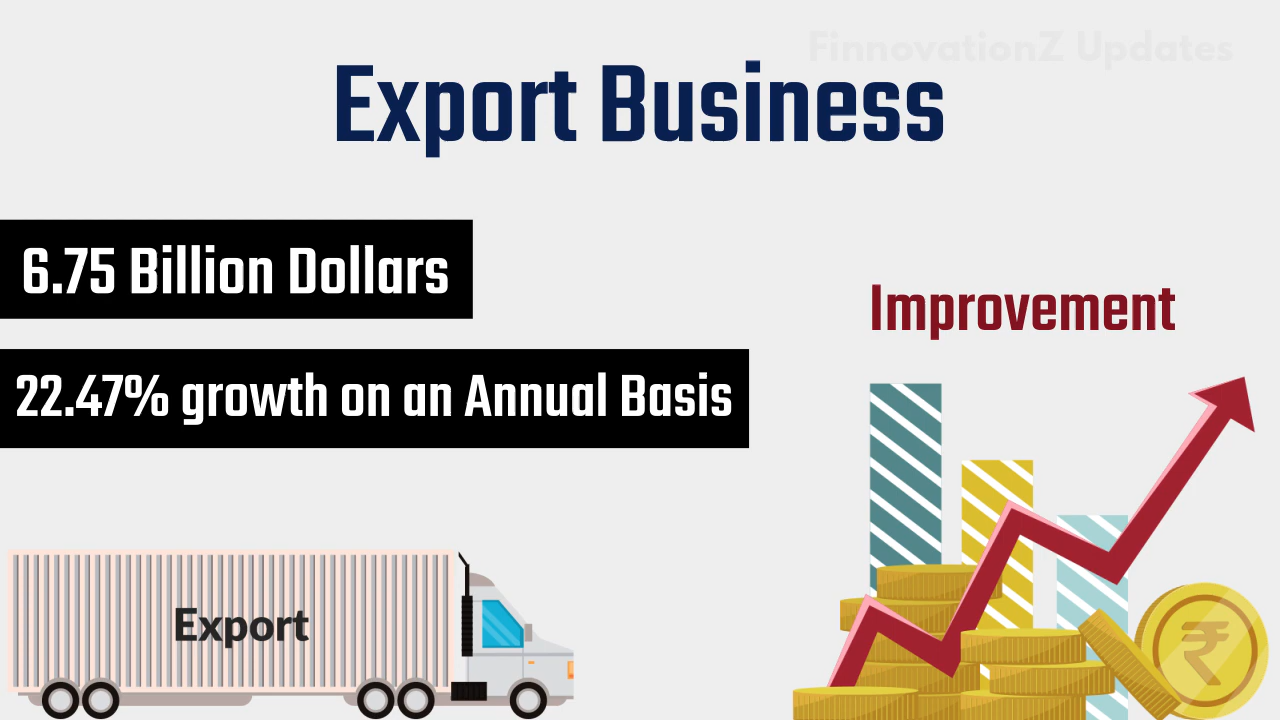 FinnovationZ Updates
Export Business
6.75 Billion Dollars
22.47% growth on an Annual Basis
Improvement
Export
₹